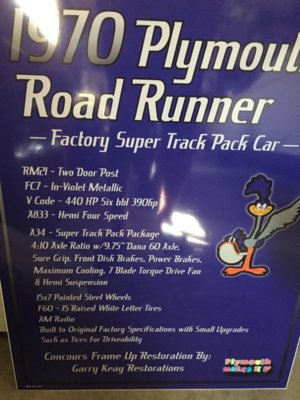 1970 Plymouth
Road Runner
— Factory Super Track Pack Car —
RM21 - Two Door Post
FC7 - In-Violet Metallic
V Code - 440 HP Six bbl 390hp
A833 - Hemi Four Speed
A34 - Super Track Pack Package
4:10 Axle Ratio w/9.75" Dana 60 Axle,
Sure Grip, Front Disk Brakes, Power Brakes,
Maximum Cooling, 7 Blade Torque Drive Fan
& Hemi Suspension
15x7 Painted Steel Wheels
F60 - 15 Raised White Letter Tires
AM Radio
Built to Original Factory Specifications with Small Upgrades
Such as Tires for Driveability
Concours Frame Up Restoration By:
Garry Keay Restorations
Plymouth
makes it